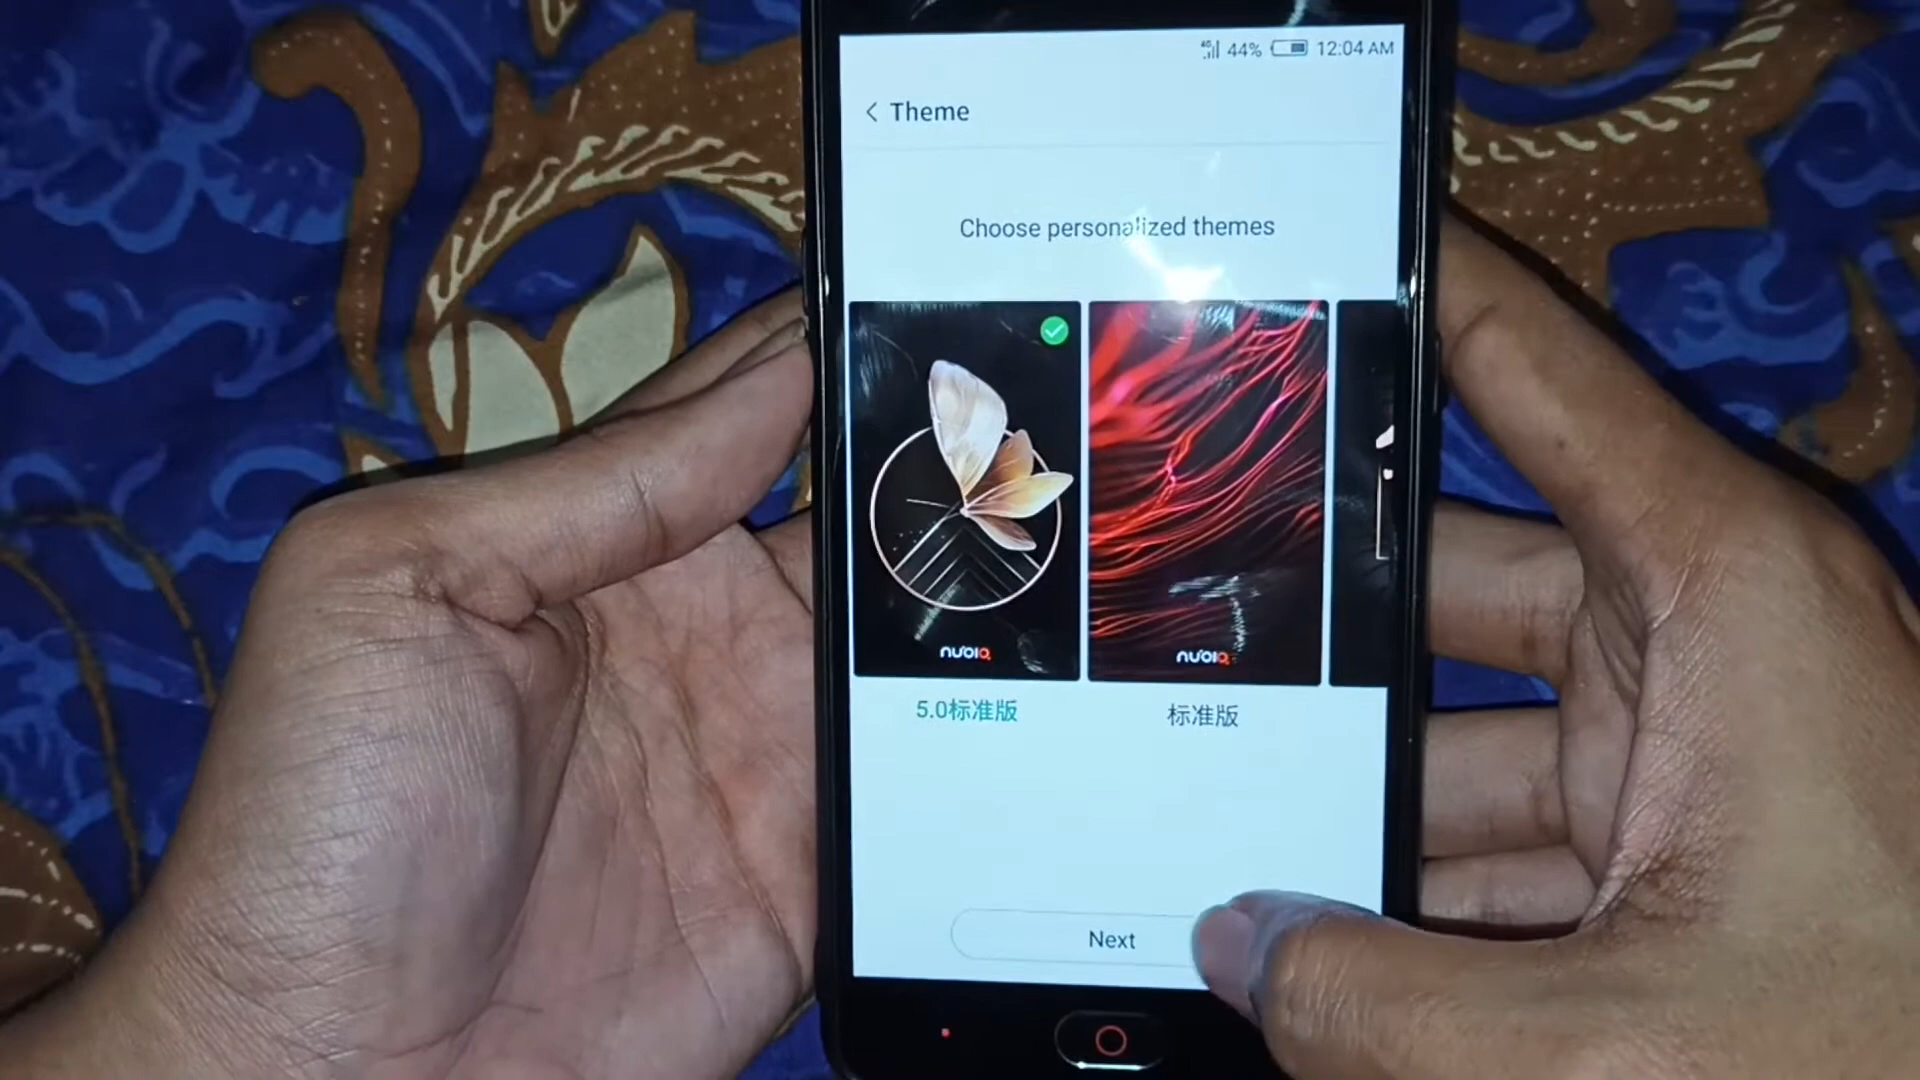 4G 44% 12:04 AM
< Theme
Choose personalized themes
nubia
nubia
5.0标准版
标准版
Next